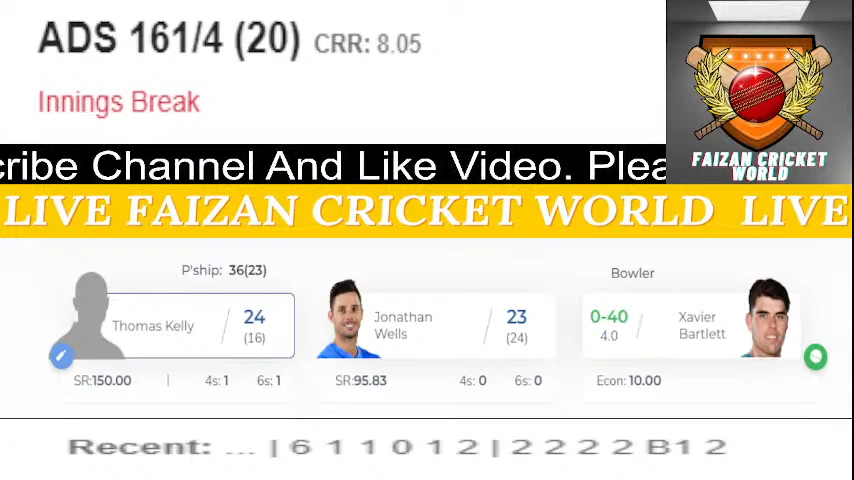 ADS 161/4 (20) CRR: 8.05
Innings Break
FAIZAN CRICKET
WORLD
cribe Channel And Like Video. Plea
LIVE FAIZAN CRICKET WORLD LIVE
P'ship: 36(23)
Bowler
Thomas Kelly 24 (16)
Jonathan Wells 23 (24)
0-40 4.0 Xavier Bartlett
SR:150.00 | 4s: 1 6s: 1
SR:95.83 4s: 0 6s: 0
Econ: 10.00
Recent: ... | 6 1 1 0 1 2 | 2 2 2 2 B1 2